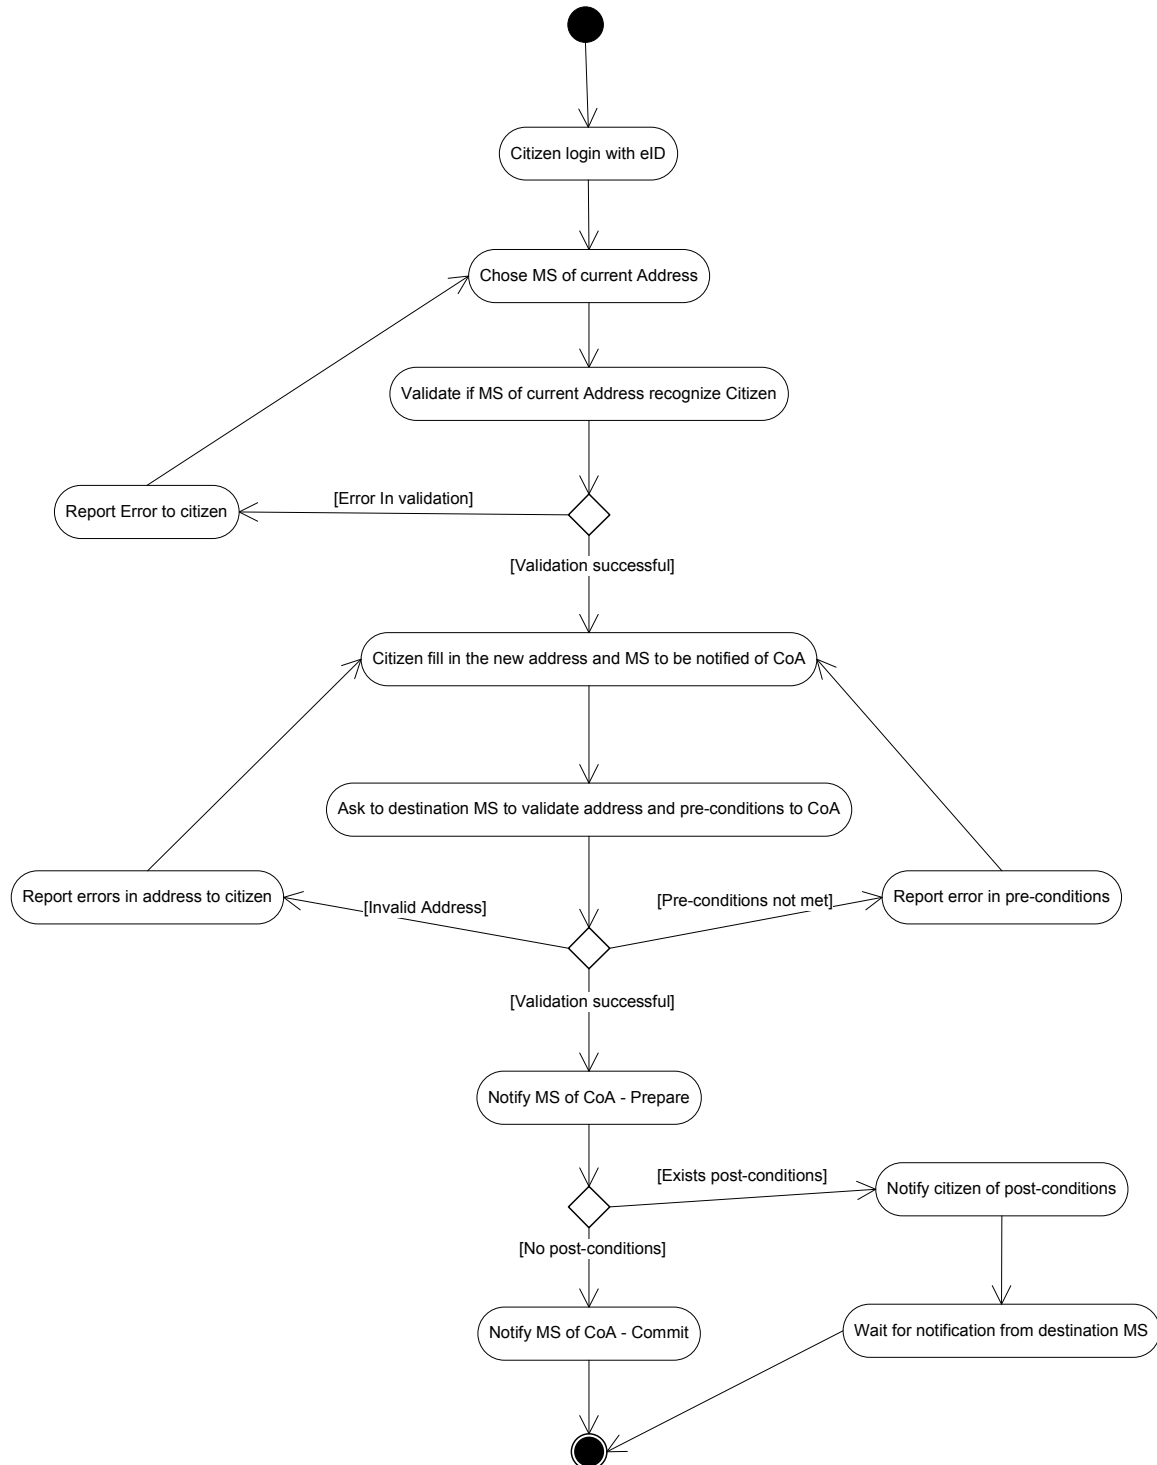 Citizen login with eID
Chose MS of current Address
Validate if MS of current Address recognize Citizen
[Error In validation]
Report Error to citizen
[Validation successful]
Citizen fill in the new address and MS to be notified of CoA
Ask to destination MS to validate address and pre-conditions to CoA
Report errors in address to citizen
[Invalid Address]
[Pre-conditions not met]
Report error in pre-conditions
[Validation successful]
Notify MS of CoA - Prepare
[Exists post-conditions]
Notify citizen of post-conditions
[No post-conditions]
Notify MS of CoA - Commit
Wait for notification from destination MS